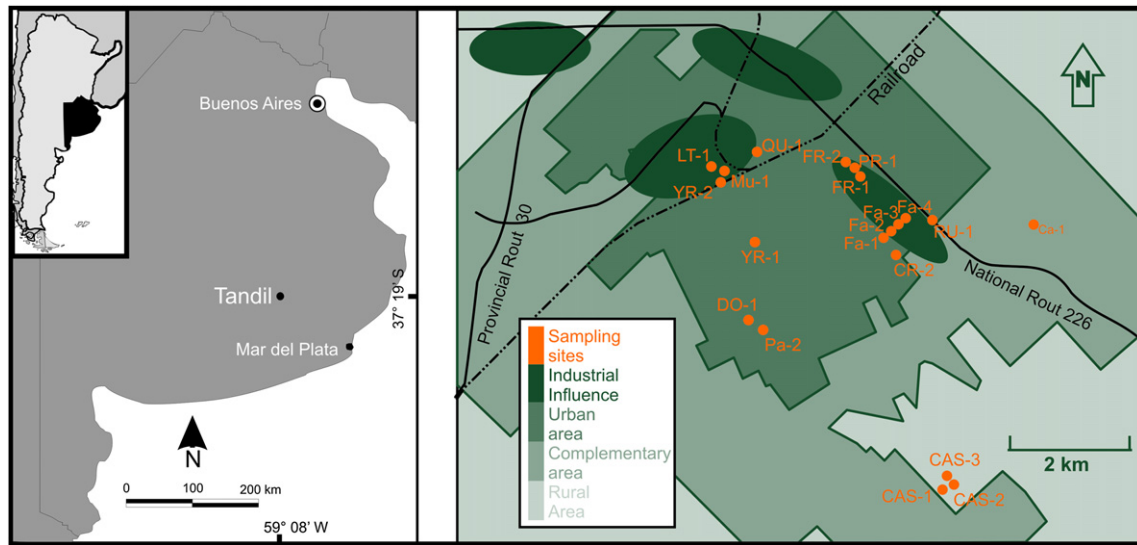 Buenos Aires
Tandil
Mar del Plata
N
0
100
200 km
37° 19' S
59° 08' W
Railroad
N
QU-1
LT-1
Mu-1
YR-2
FR-2
PR-1
FR-1
Fa-4
Fa-3
Fa-2
Fa-1
RU-1
Ca-1
CR-2
YR-1
DO-1
Pa-2
Provincial Rout 30
National Rout 226
Sampling
sites
Industrial
Influence
Urban
area
Complementary
area
Rural
Area
2 km
CAS-3
CAS-1
CAS-2